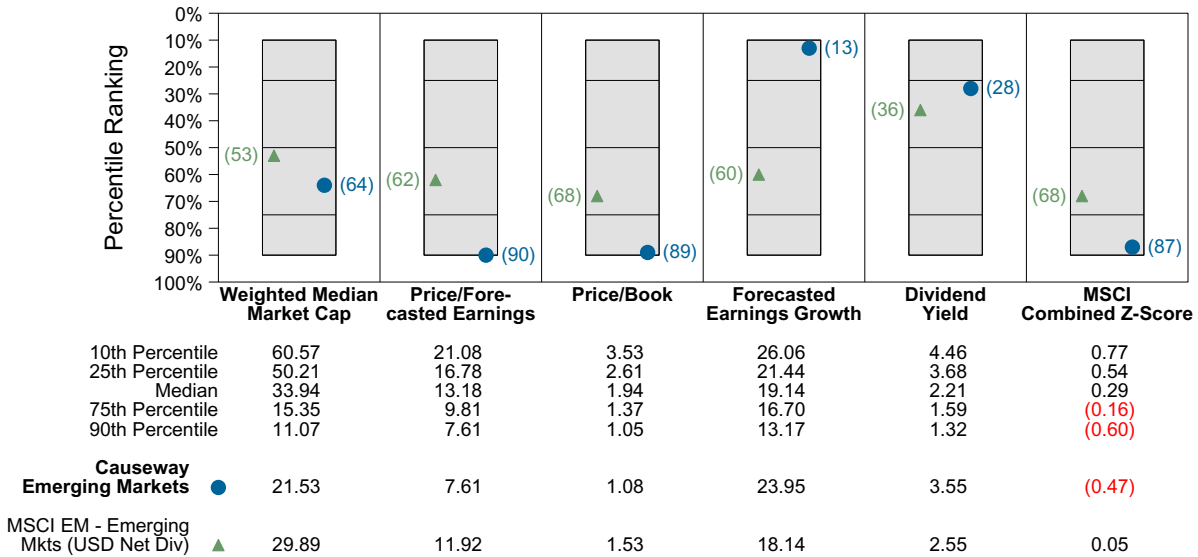 Percentile Ranking
0%
10%
20%
30%
40%
50%
60%
70%
80%
90%
100%
(53)
(64)
(62)
(90)
(68)
(89)
(60)
(13)
(36)
(28)
(68)
(87)
Weighted Median
Market Cap
Price/Fore-
casted Earnings
Price/Book
Forecasted
Earnings Growth
Dividend
Yield
MSCI
Combined Z-Score
10th Percentile 60.57 21.08 3.53 26.06 4.46 0.77
25th Percentile 50.21 16.78 2.61 21.44 3.68 0.54
Median 33.94 13.18 1.94 19.14 2.21 0.29
75th Percentile 15.35 9.81 1.37 16.70 1.59 (0.16)
90th Percentile 11.07 7.61 1.05 13.17 1.32 (0.60)
Causeway
Emerging Markets 21.53 7.61 1.08 23.95 3.55 (0.47)
MSCI EM - Emerging
Mkts (USD Net Div) 29.89 11.92 1.53 18.14 2.55 0.05